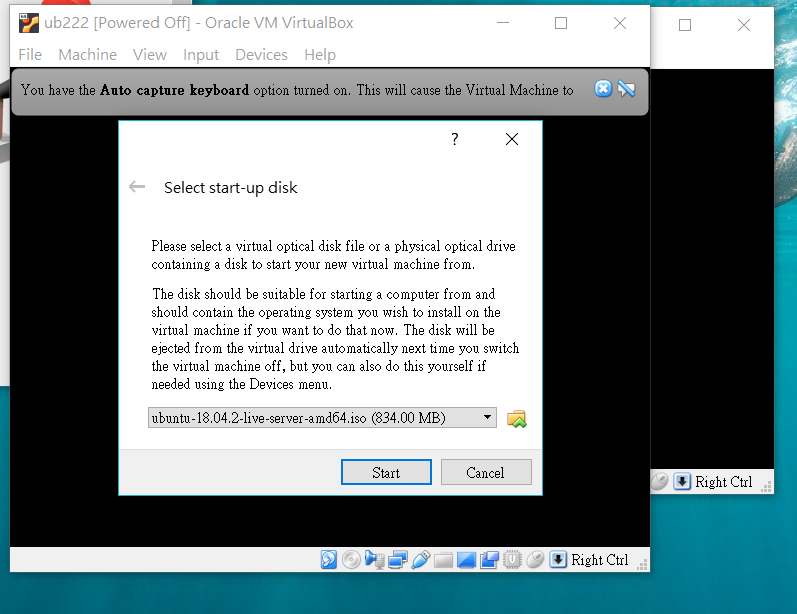 ub222 [Powered Off] - Oracle VM VirtualBox
File Machine View Input Devices Help
You have the Auto capture keyboard option turned on. This will cause the Virtual Machine to
?
Select start-up disk
Please select a virtual optical disk file or a physical optical drive
containing a disk to start your new virtual machine from.
The disk should be suitable for starting a computer from and
should contain the operating system you wish to install on the
virtual machine if you want to do that now. The disk will be
ejected from the virtual drive automatically next time you switch
the virtual machine off, but you can also do this yourself if
needed using the Devices menu.
ubuntu-18.04.2-live-server-amd64.iso (834.00 MB)
Start Cancel
Right Ctrl
Right Ctrl